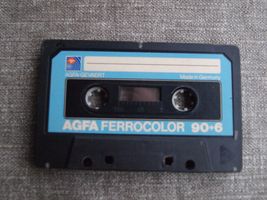 AGFA-GEVAERT Made in Germany
AGFA FERROCOLOR 90+6